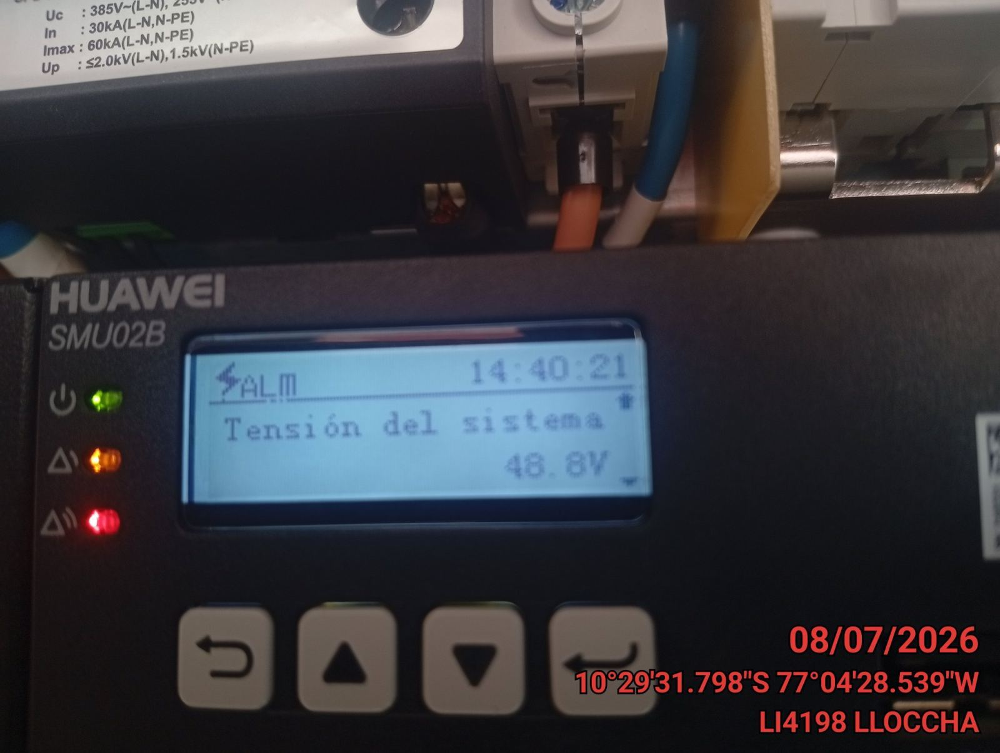 Uc : 385V~(L-N), 255V
In : 30kA(L-N,N-PE)
Imax : 60kA(L-N,N-PE)
Up : ≤2.0kV(L-N),1.5kV(N-PE)
HUAWEI
SMU02B
ALM 14:40:21
Tensión del sistema
48.8V
08/07/2026
10°29'31.798"S 77°04'28.539"W
LI4198 LLOCCHA